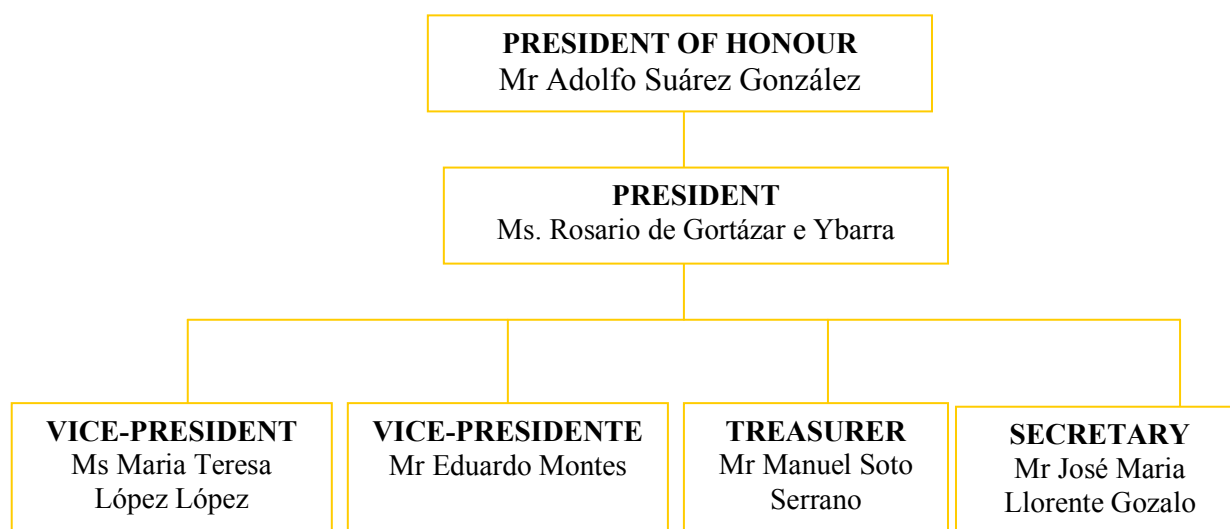 PRESIDENT OF HONOUR
Mr Adolfo Suárez González
PRESIDENT
Ms. Rosario de Gortázar e Ybarra
VICE-PRESIDENT
Ms Maria Teresa
López López
VICE-PRESIDENTE
Mr Eduardo Montes
TREASURER
Mr Manuel Soto
Serrano
SECRETARY
Mr José Maria
Llorente Gozalo